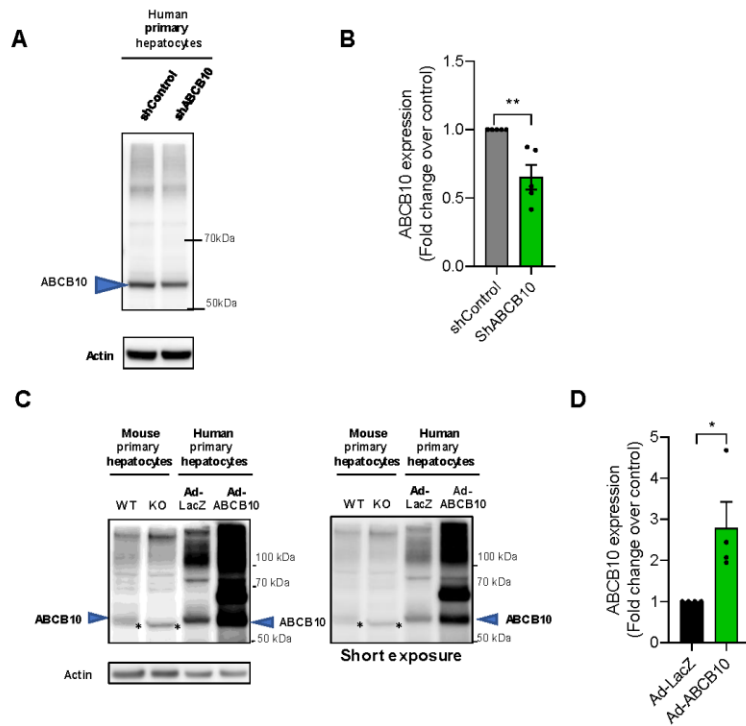 A
Human
primary
hepatocytes
shControl
shABCB10
70kDa
ABCB10
50kDa
Actin
B
ABCB10 expression
(Fold change over control)
1.5
1.0
0.5
0.0
**
shControl
ShABCB10
C
Mouse
primary
hepatocytes
Human
primary
hepatocytes
WT
KO
Ad-
LacZ
Ad-
ABCB10
100 kDa
70 kDa
ABCB10
*
*
ABCB10
50 kDa
Actin
Mouse
primary
hepatocytes
Human
primary
hepatocytes
WT
KO
Ad-
LacZ
Ad-
ABCB10
100 kDa
70 kDa
*
*
ABCB10
50 kDa
Short exposure
D
ABCB10 expression
(Fold change over control)
5
4
3
2
1
0
*
Ad-LacZ
Ad-ABCB10